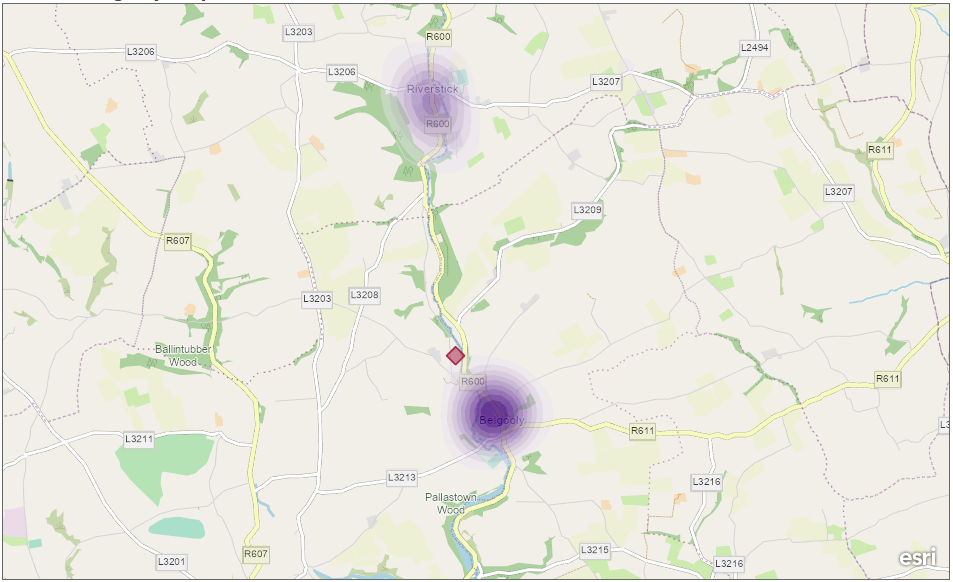 L3203
R600
L2494
L3206
L3206
L3207
Riverstick
R600
R611
L3207
L3209
R607
L3203
L3208
Ballintubber
Wood
R600
R611
Belgooly
R611
L3211
L3213
L3216
Pallastown
Wood
L3215
R607
L3201
L3216
esri